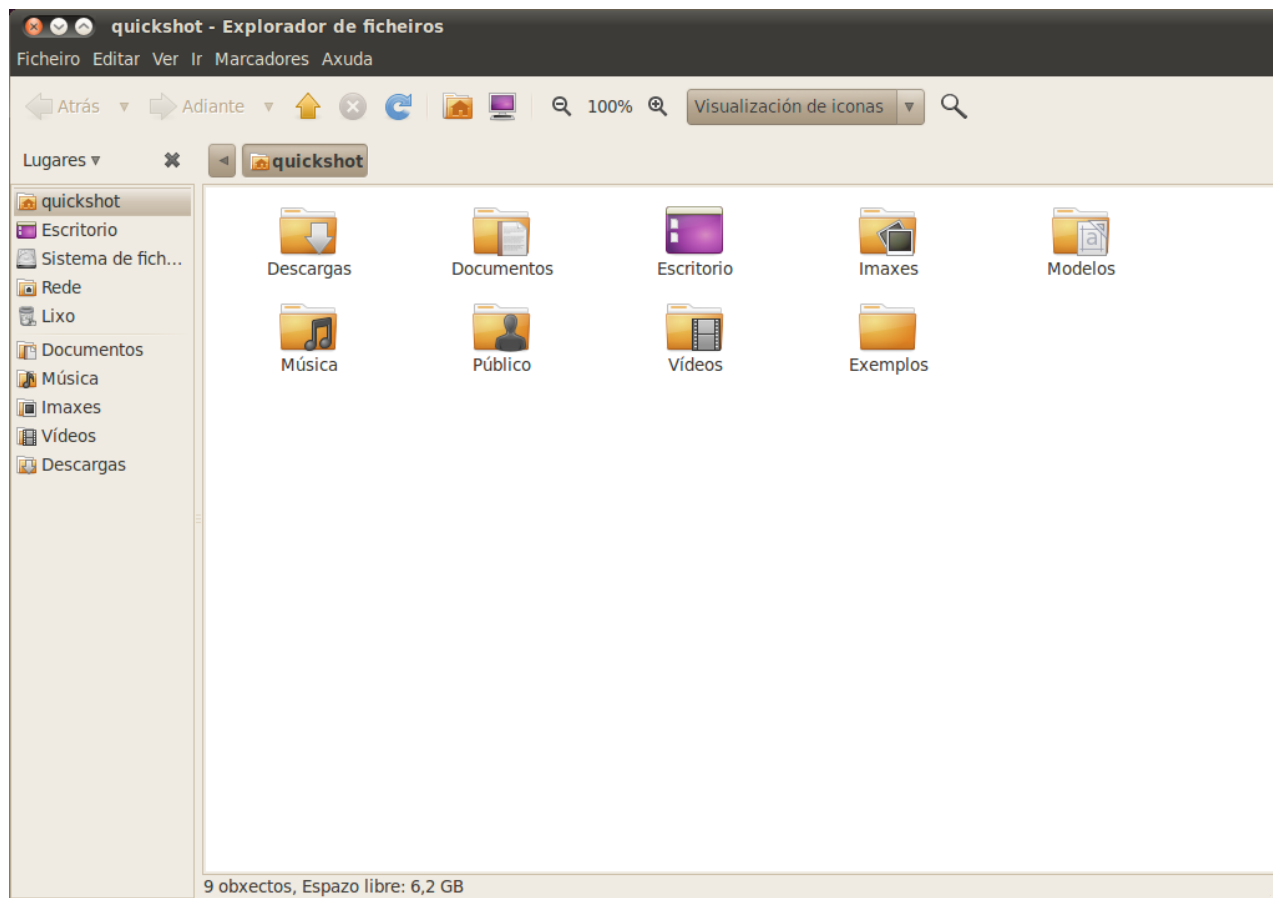 quickshot - Explorador de ficheiros
Ficheiro Editar Ver Ir Marcadores Axuda
Atrás Adiante 100% Visualización de iconas
Lugares quickshot
quickshot
Escritorio
Sistema de fich...
Rede
Lixo
Documentos
Música
Imaxes
Vídeos
Descargas
Descargas Documentos Escritorio Imaxes Modelos
Música Público Vídeos Exemplos
9 obxectos, Espazo libre: 6,2 GB